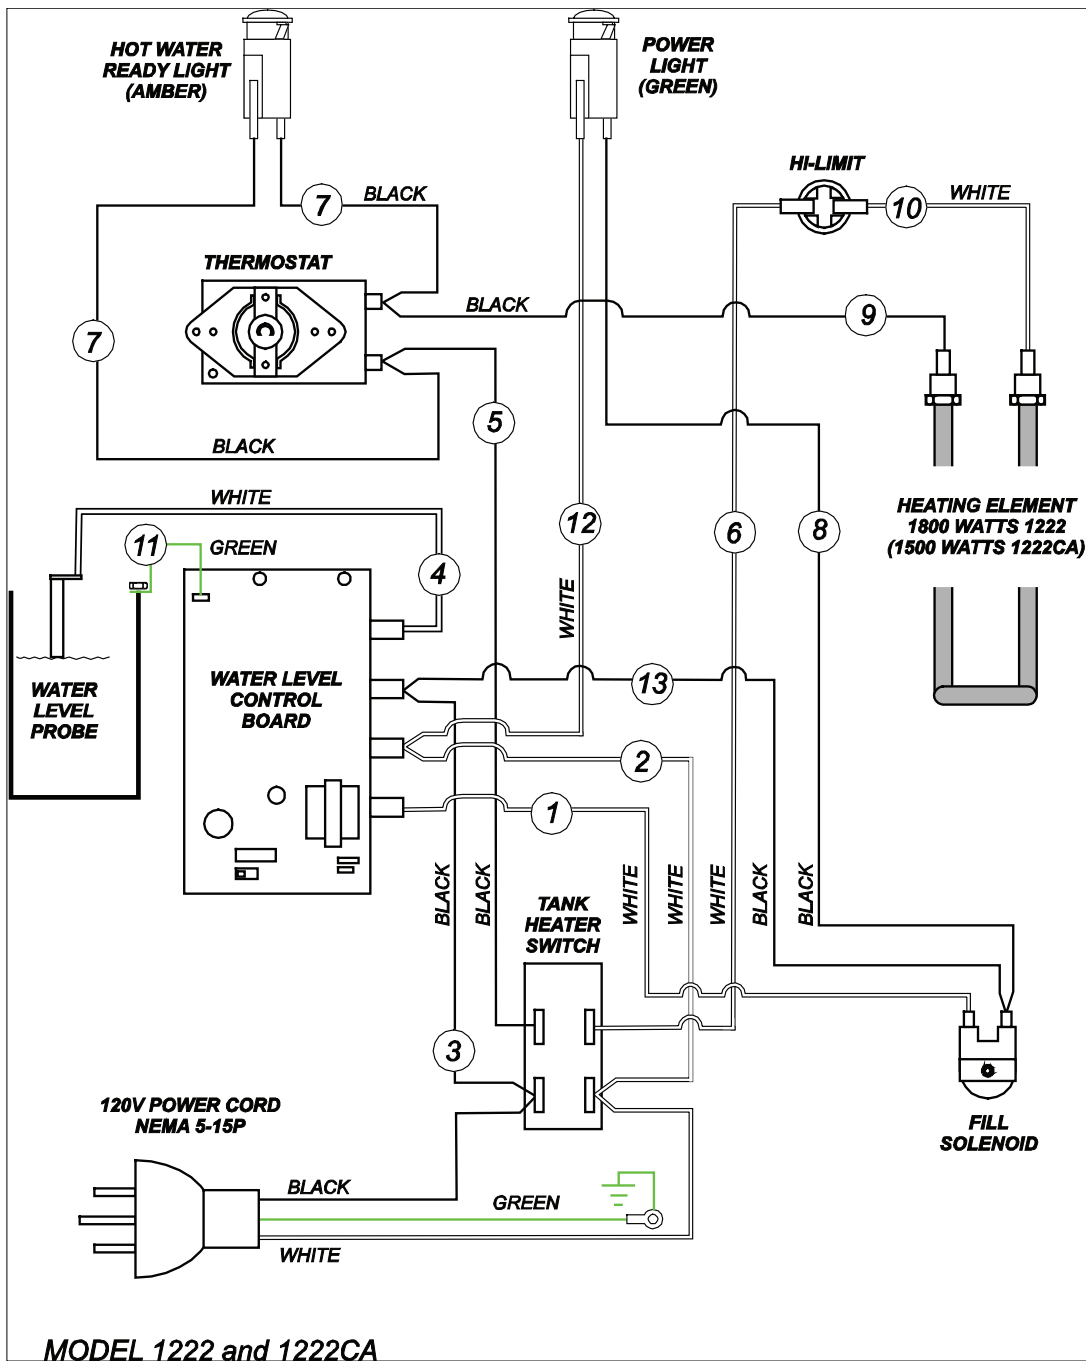 HOT WATER
READY LIGHT
(AMBER)
POWER
LIGHT
(GREEN)
HI-LIMIT
7
BLACK
10
WHITE
THERMOSTAT
BLACK
9
7
5
BLACK
HEATING ELEMENT
1800 WATTS 1222
(1500 WATTS 1222CA)
WHITE
11
GREEN
12
6
8
4
WHITE
WATER LEVEL
CONTROL
BOARD
13
WATER
LEVEL
PROBE
2
1
BLACK
BLACK
WHITE
WHITE
WHITE
BLACK
BLACK
TANK
HEATER
SWITCH
3
120V POWER CORD
NEMA 5-15P
FILL
SOLENOID
BLACK
GREEN
WHITE
MODEL 1222 and 1222CA